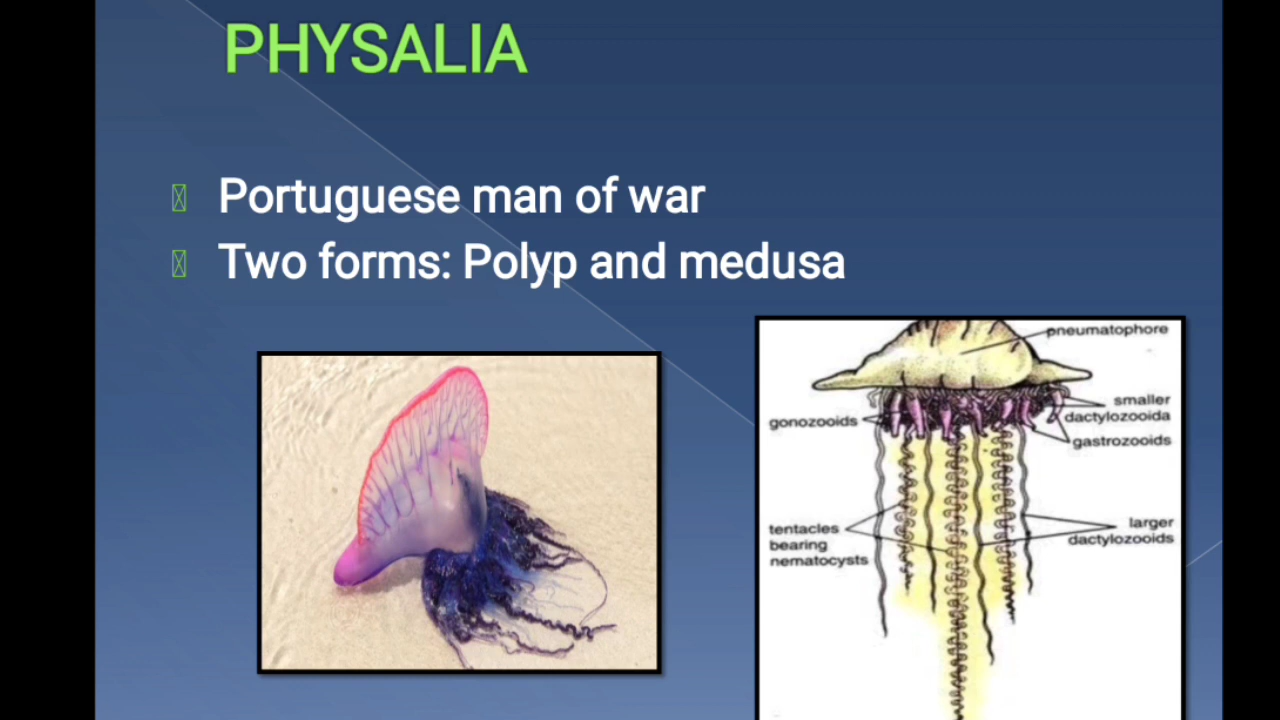 PHYSALIA
Portuguese man of war
Two forms: Polyp and medusa
pneumatophore
smaller
dactylozooida
gonozooids
gastrozooids
tentacles
bearing
nematocysts
larger
dactylozooids